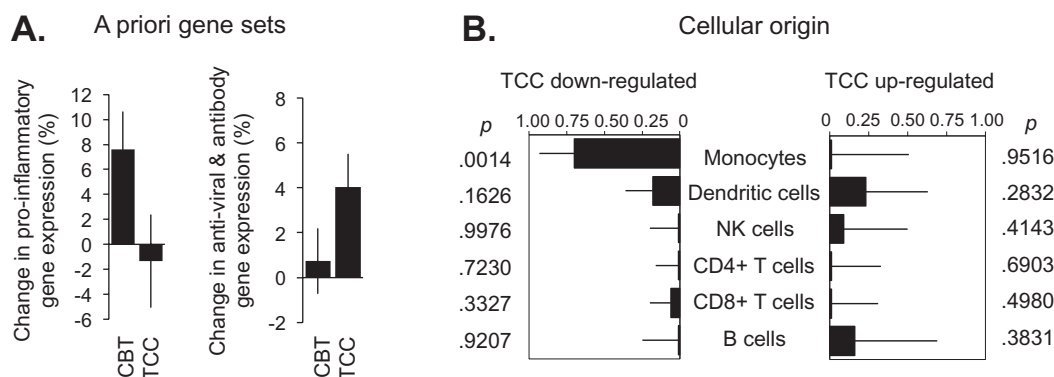 A. A priori gene sets
Change in pro-inflammatory
gene expression (%)
12
10
8
6
4
2
0
-2
-4
-6
CBT
TCC
Change in anti-viral & antibody
gene expression (%)
8
6
4
2
0
-2
CBT
TCC
B. Cellular origin
TCC down-regulated TCC up-regulated
p 1.00 0.75 0.50 0.25 0 0 0.25 0.50 0.75 1.00 p
.0014 Monocytes .9516
.1626 Dendritic cells .2832
.9976 NK cells .4143
.7230 CD4+ T cells .6903
.3327 CD8+ T cells .4980
.9207 B cells .3831